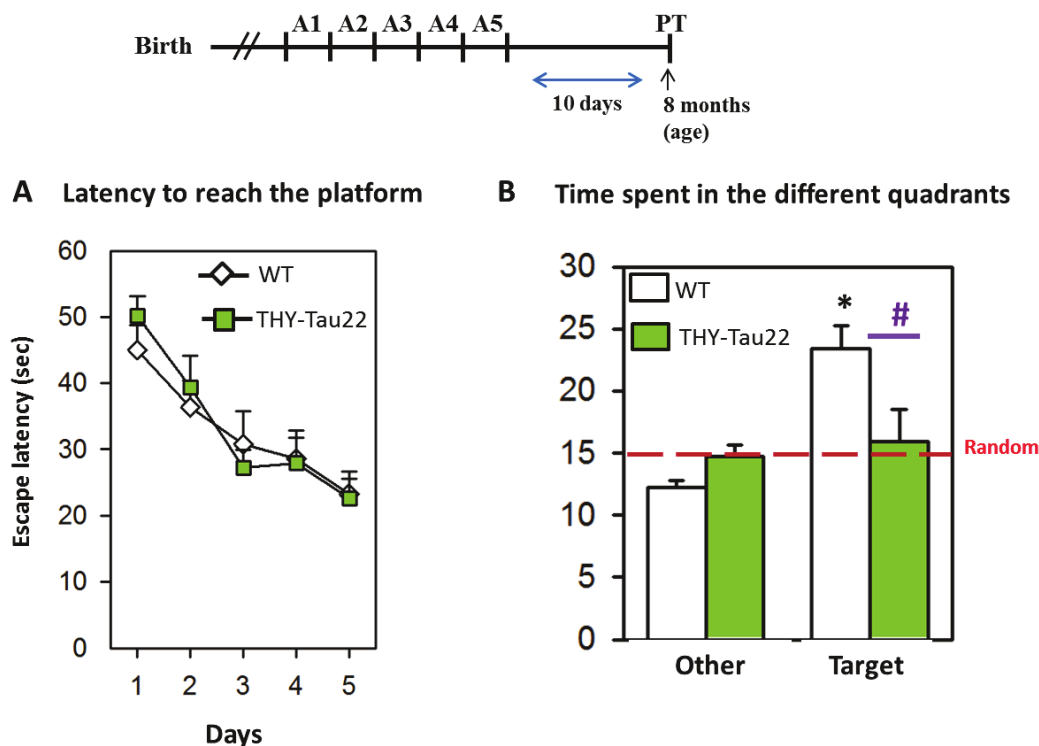 A1 A2 A3 A4 A5 PT
Birth
10 days
8 months
(age)
A Latency to reach the platform
Escape latency (sec)
60
50
40
30
20
10
0
WT
THY-Tau22
1 2 3 4 5
Days
B Time spent in the different quadrants
30
25
20
15
10
5
0
WT
THY-Tau22
*
#
Random
Other Target